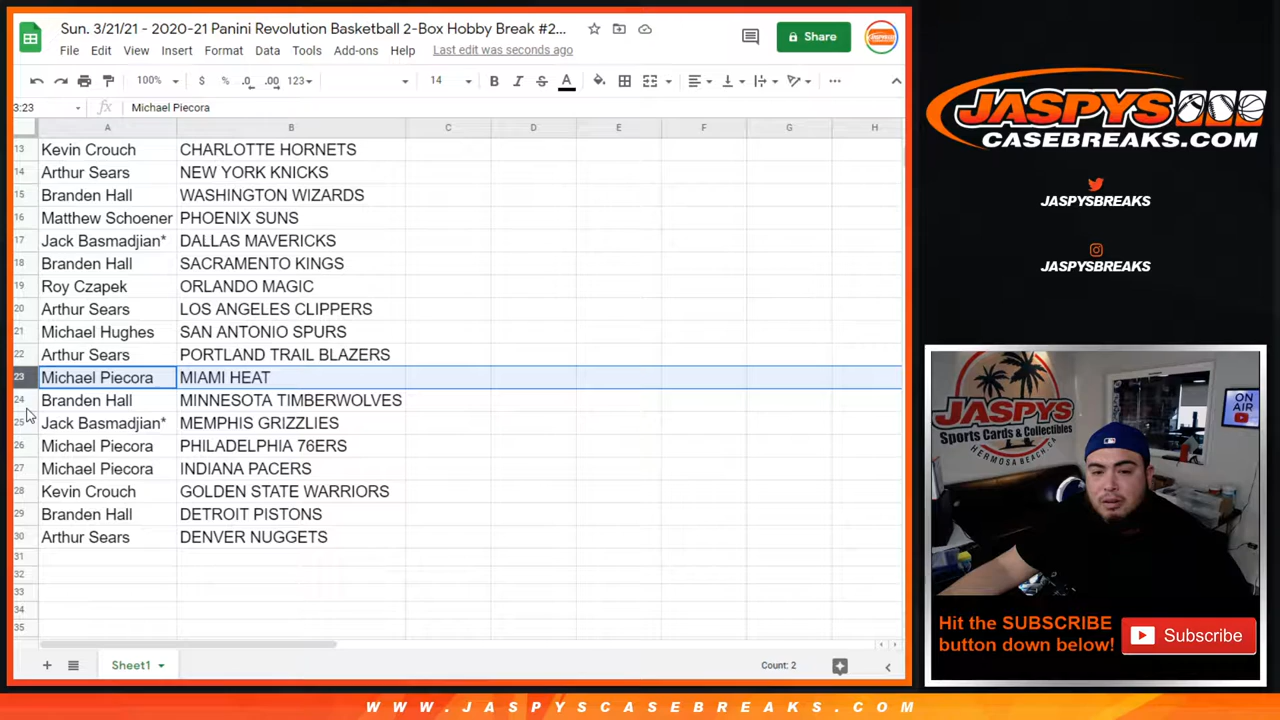 Sun. 3/21/21 - 2020-21 Panini Revolution Basketball 2-Box Hobby Break #2...
File Edit View Insert Format Data Tools Add-ons Help Last edit was seconds ago
Share
100% $ % .0 .00 123 14 B I S A
3:23 fx Michael Piecora
A B C D E F G H
13 Kevin Crouch CHARLOTTE HORNETS
14 Arthur Sears NEW YORK KNICKS
15 Branden Hall WASHINGTON WIZARDS
16 Matthew Schoener PHOENIX SUNS
17 Jack Basmadjian* DALLAS MAVERICKS
18 Branden Hall SACRAMENTO KINGS
19 Roy Czapek ORLANDO MAGIC
20 Arthur Sears LOS ANGELES CLIPPERS
21 Michael Hughes SAN ANTONIO SPURS
22 Arthur Sears PORTLAND TRAIL BLAZERS
23 Michael Piecora MIAMI HEAT
24 Branden Hall MINNESOTA TIMBERWOLVES
25 Jack Basmadjian* MEMPHIS GRIZZLIES
26 Michael Piecora PHILADELPHIA 76ERS
27 Michael Piecora INDIANA PACERS
28 Kevin Crouch GOLDEN STATE WARRIORS
29 Branden Hall DETROIT PISTONS
30 Arthur Sears DENVER NUGGETS
31
32
33
34
35
Sheet1
Count: 2
JASPYS
CASEBREAKS.COM
JASPYSBREAKS
JASPYSBREAKS
JASPYS
Sports Cards & Collectibles
HERMOSA BEACH, CA
ON
AIR
Hit the SUBSCRIBE
button down below!
Subscribe
WWW.JASPYSCASEBREAKS.COM